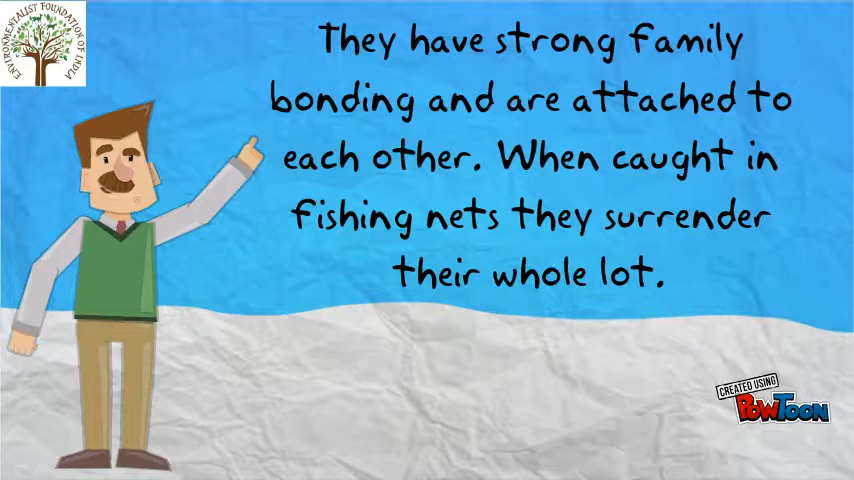 ENVIRONMENTALIST FOUNDATION OF INDIA
They have strong family
bonding and are attached to
each other. When caught in
fishing nets they surrender
their whole lot.
CREATED USING
POWTOON